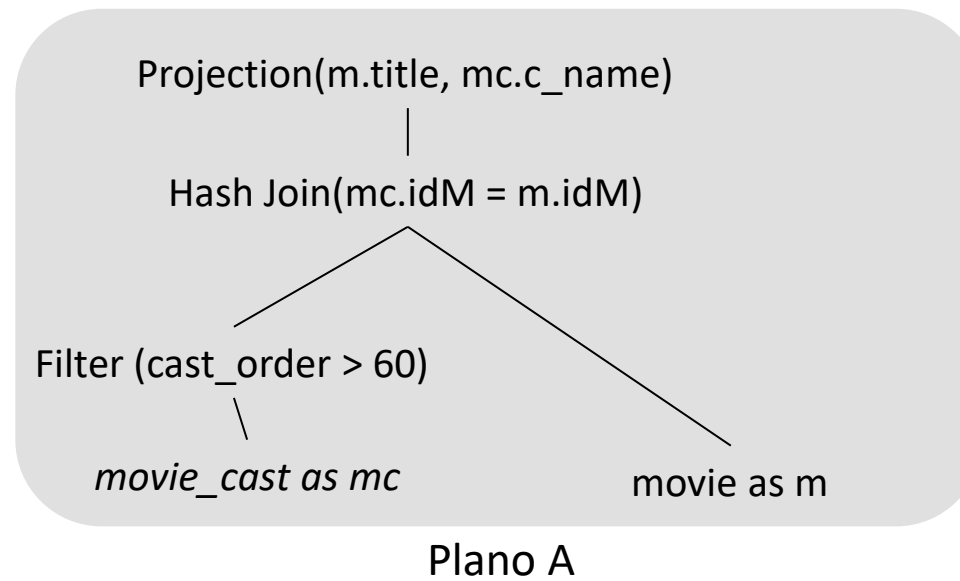 Projection(m.title, mc.c_name)
Hash Join(mc.idM = m.idM)
Filter (cast_order > 60)
movie_cast as mc
movie as m
Plano A